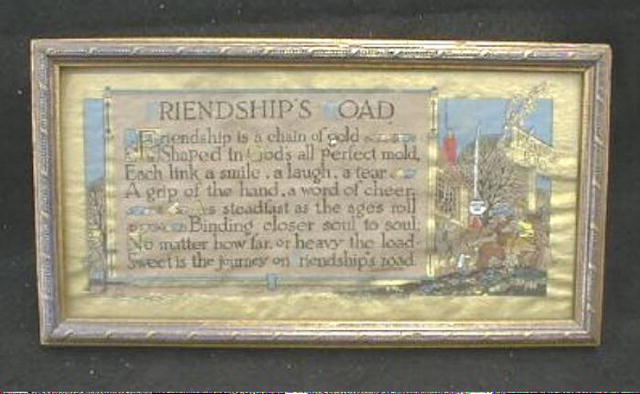 RIENDSHIP'S OAD
Friendship is a chain of gold
Shaped in God's all perfect mold,
Each link a smile, a laugh, a tear
A grip of the hand, a word of cheer,
As steadfast as the ages roll
Binding closer soul to soul;
No matter how far, or heavy the load
Sweet is the journey on riendship's road